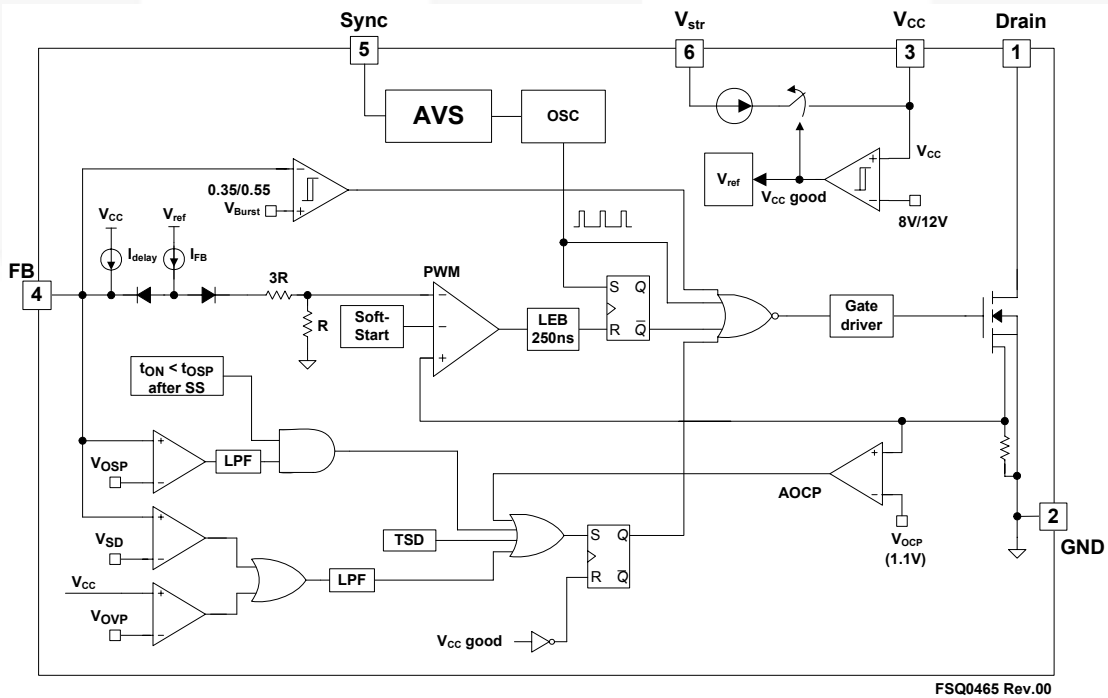 Sync
5
Vstr
6
VCC
3
Drain
1
AVS
OSC
VCC
Vref
VCC good
8V/12V
0.35/0.55
VBurst
VCC
Vref
Idelay
IFB
FB
4
3R
R
PWM
Soft-
Start
LEB
250ns
S Q
R Q
Gate
driver
tON < tOSP
after SS
VOSP
LPF
AOCP
VOCP
(1.1V)
2
GND
VSD
TSD
S Q
R Q
LPF
VCC
VOVP
VCC good
FSQ0465 Rev.00